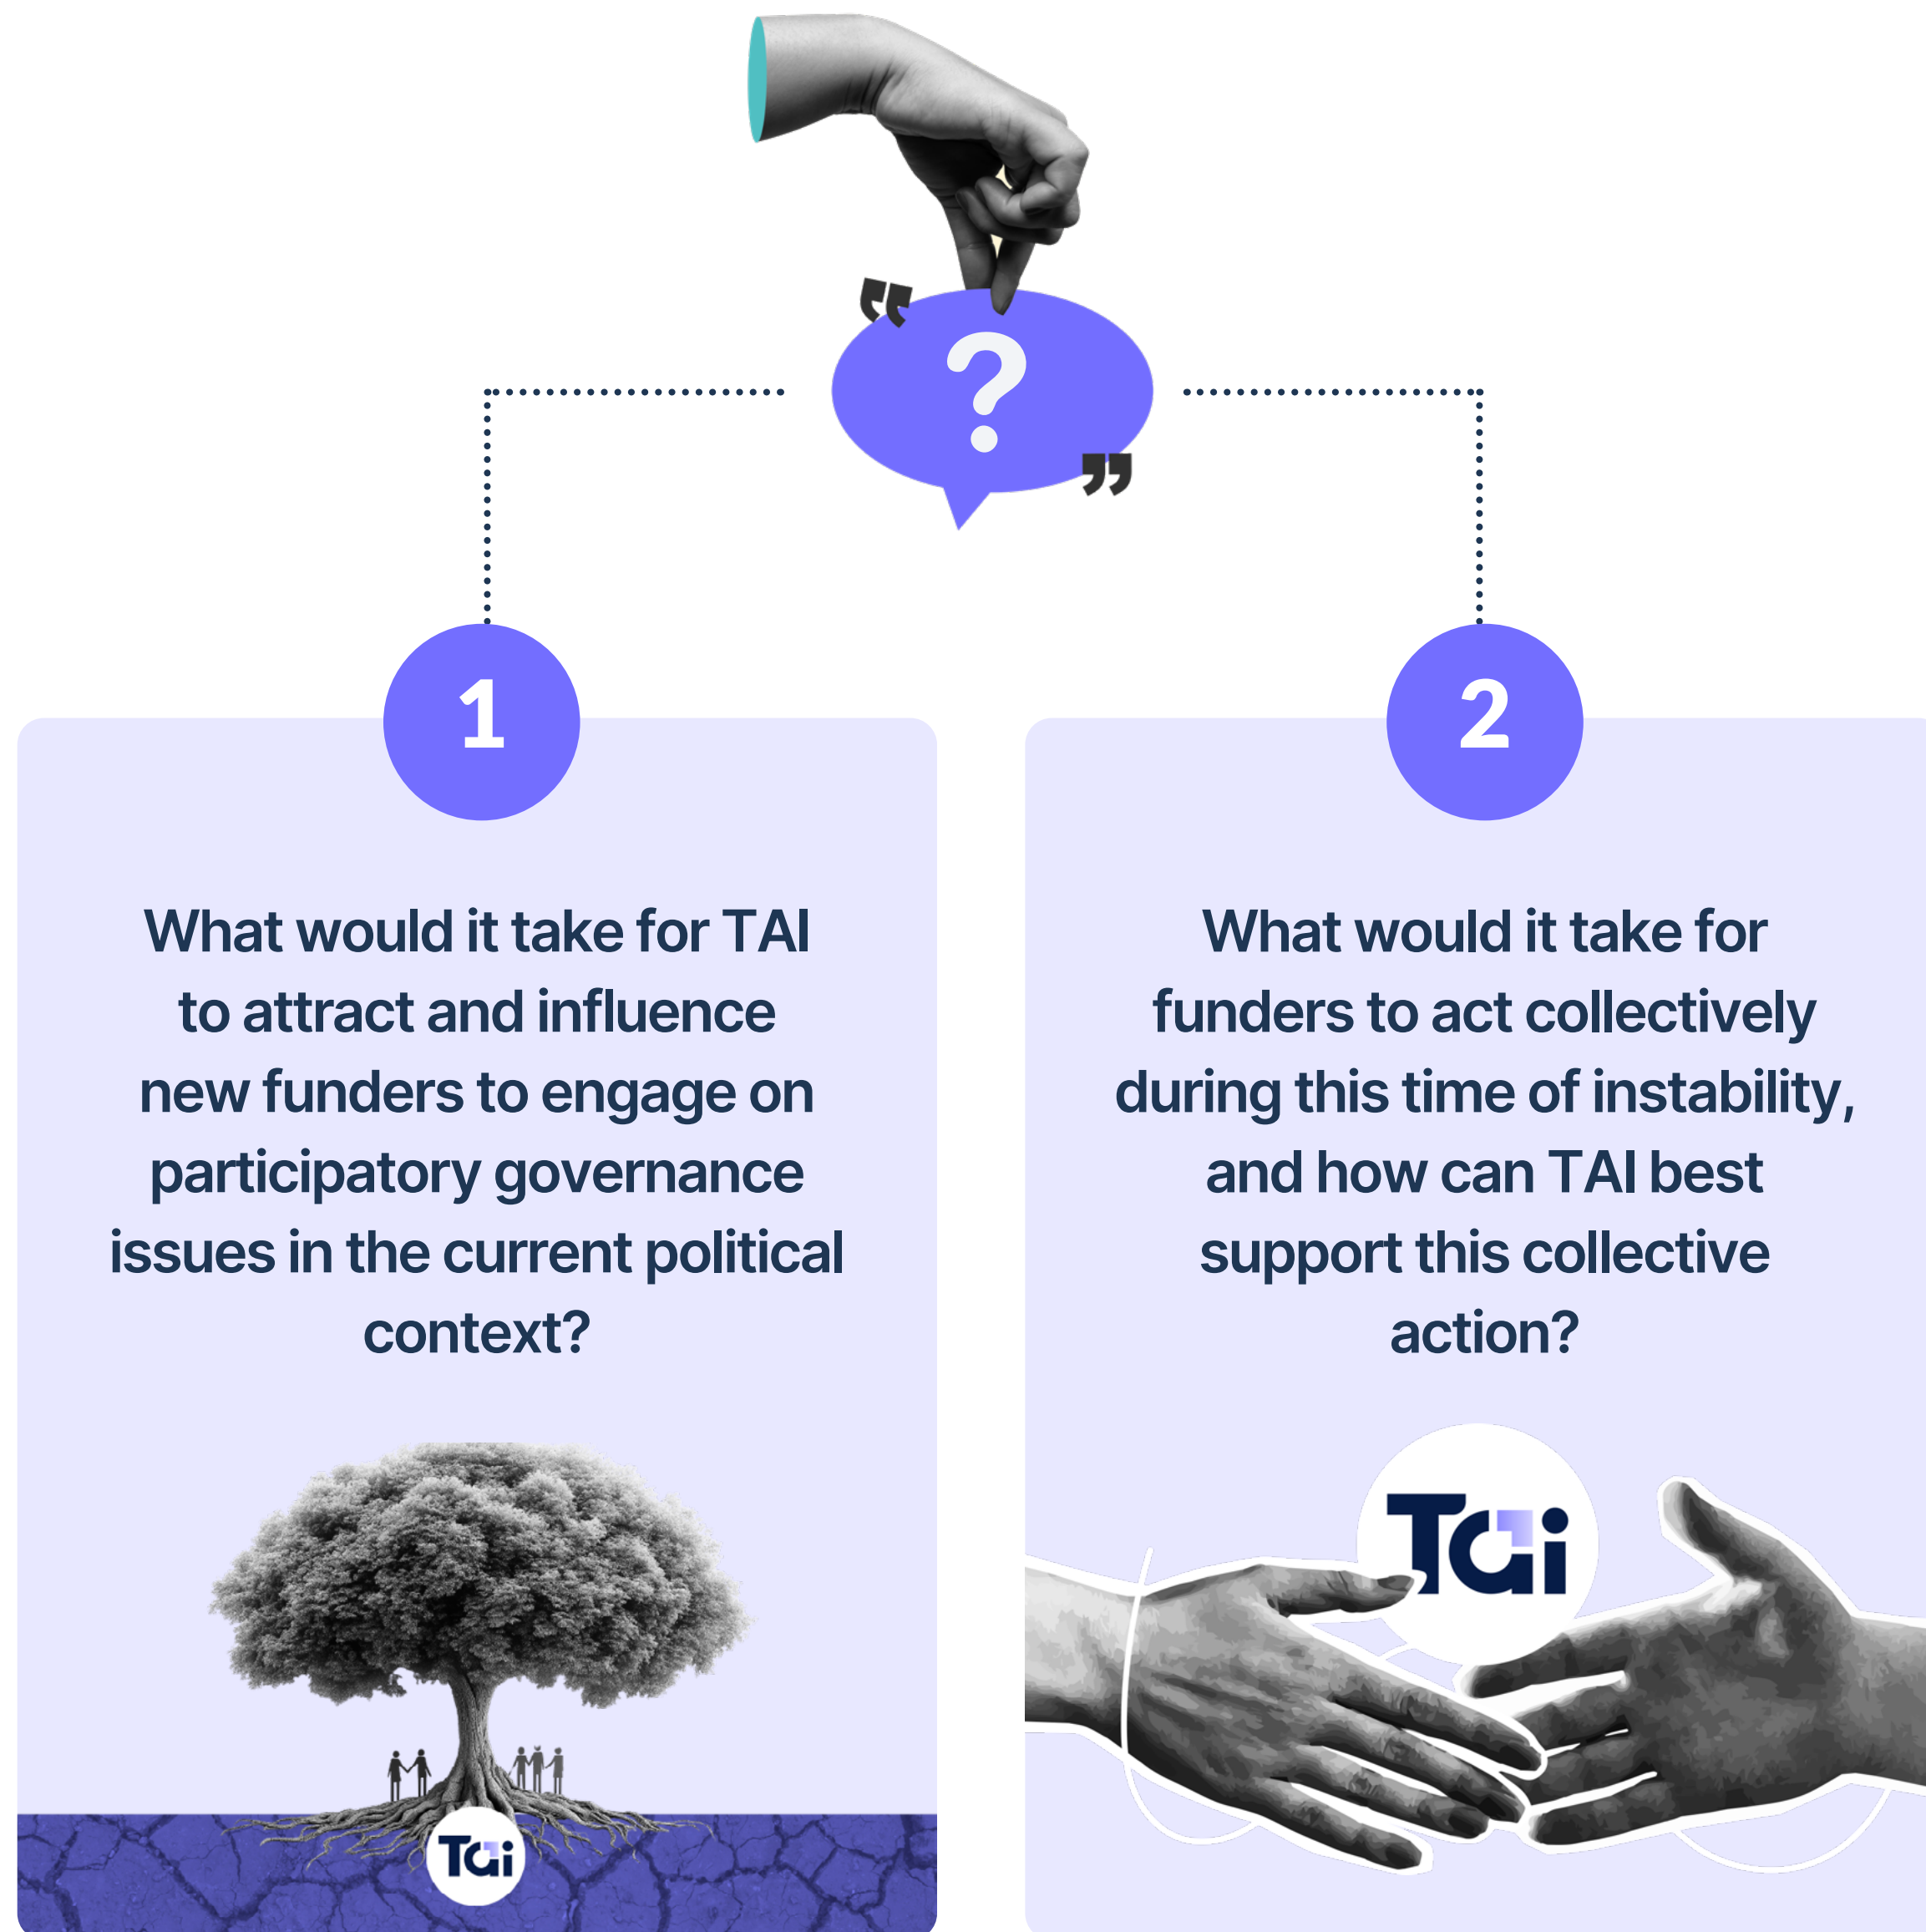 “
?
”
1
2
What would it take for TAI
to attract and influence
new funders to engage on
participatory governance
issues in the current political
context?
Tai
What would it take for
funders to act collectively
during this time of instability,
and how can TAI best
support this collective
action?
Tai